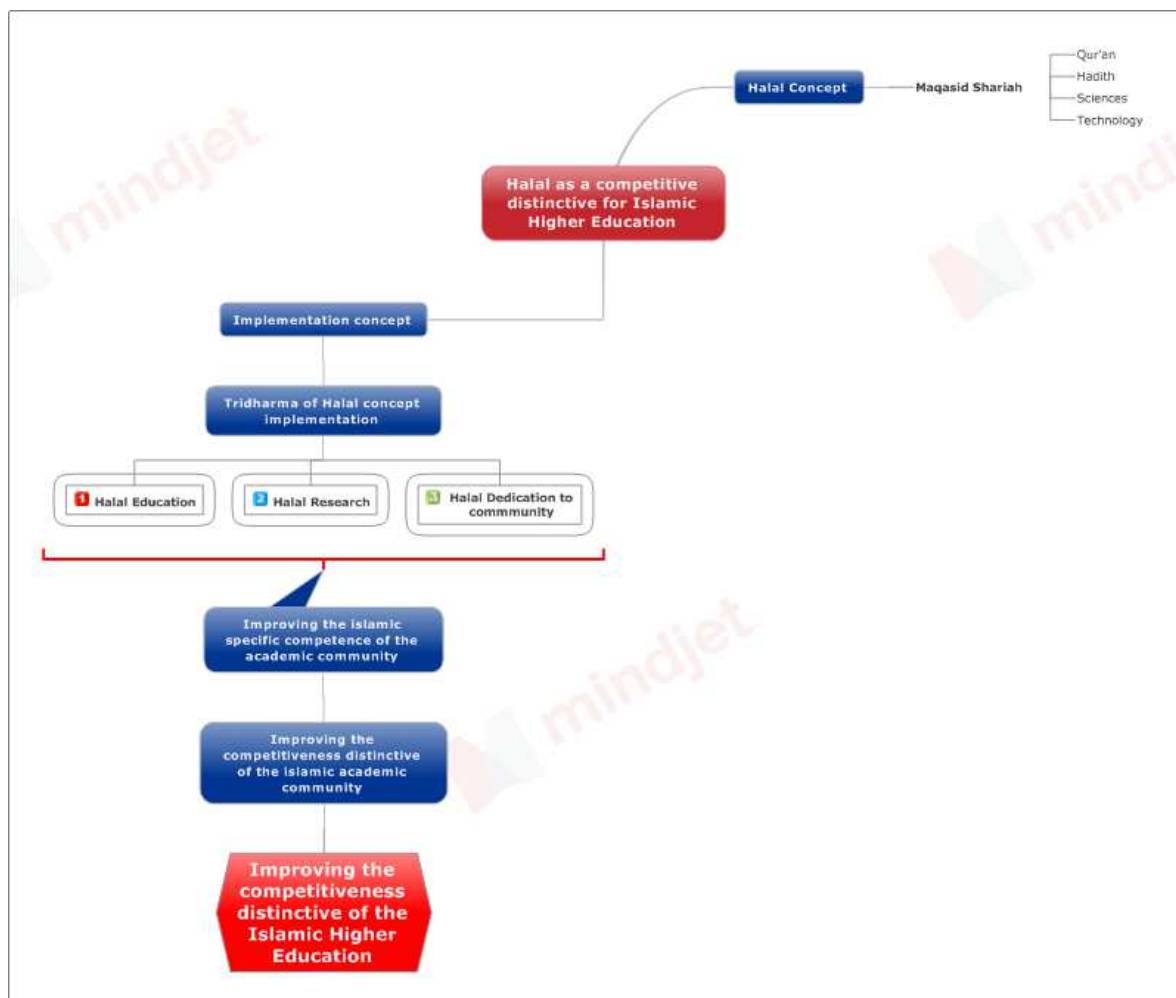 Qur'an
Halal Concept
Maqasid Shariah
Hadith
Sciences
Technology
mindjet
mindjet
Halal as a competitive
distinctive for Islamic
Higher Education
Implementation concept
Tridharma of Halal concept
implementation
1 Halal Education
2 Halal Research
3 Halal Dedication to
commmunity
Improving the islamic
specific competence of the
academic community
mindjet
Improving the
competitiveness distinctive
of the islamic academic
community
Improving the
competitiveness
distinctive of the
Islamic Higher
Education